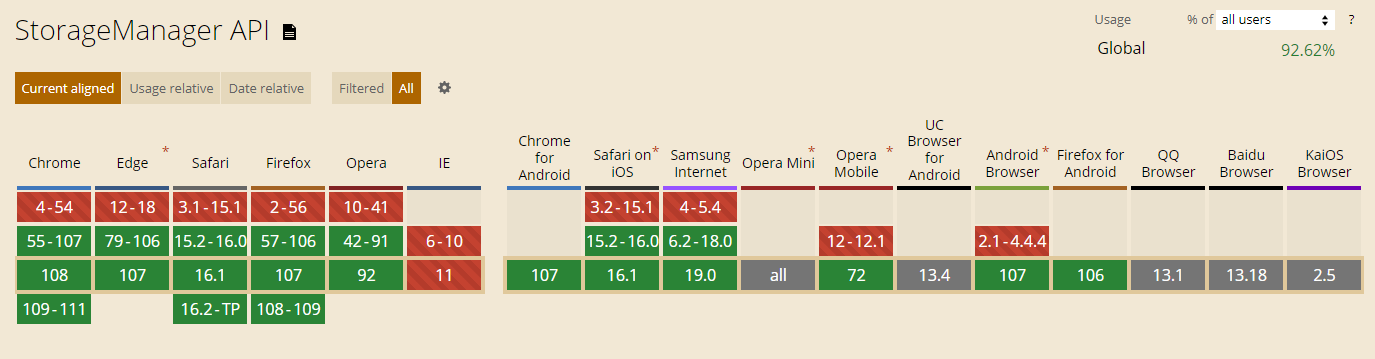 StorageManager API
Usage % of all users ?
Global 92.62%
Current aligned Usage relative Date relative Filtered All
Chrome Edge * Safari Firefox Opera IE Chrome for Android Safari on iOS * Samsung Internet Opera Mini * Opera Mobile * UC Browser for Android Android Browser * Firefox for Android QQ Browser Baidu Browser KaiOS Browser
4-54 12-18 3.1-15.1 2-56 10-41 3.2-15.1 4-5.4
55-107 79-106 15.2-16.0 57-106 42-91 6-10 15.2-16.0 6.2-18.0 12-12.1 2.1-4.4.4
108 107 16.1 107 92 11 107 16.1 19.0 all 72 13.4 107 106 13.1 13.18 2.5
109-111 16.2-TP 108-109